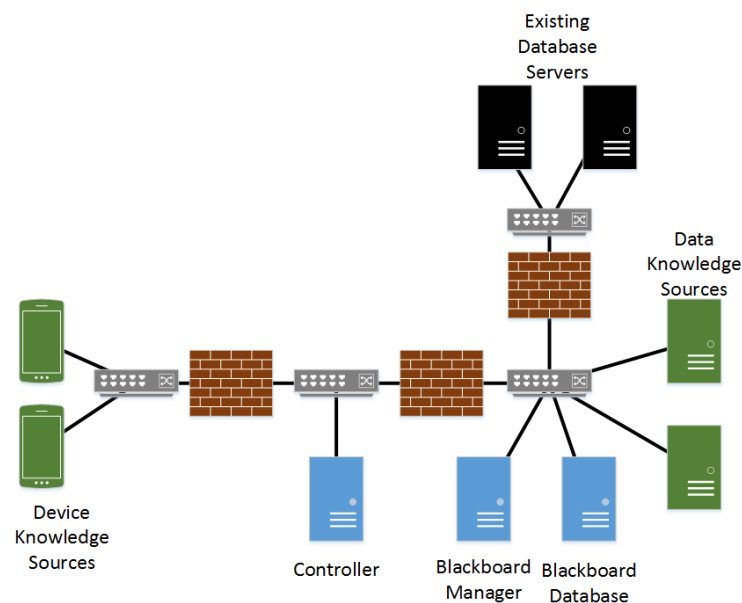 Existing
Database
Servers
Data
Knowledge
Sources
Device
Knowledge
Sources
Controller
Blackboard
Manager
Blackboard
Database